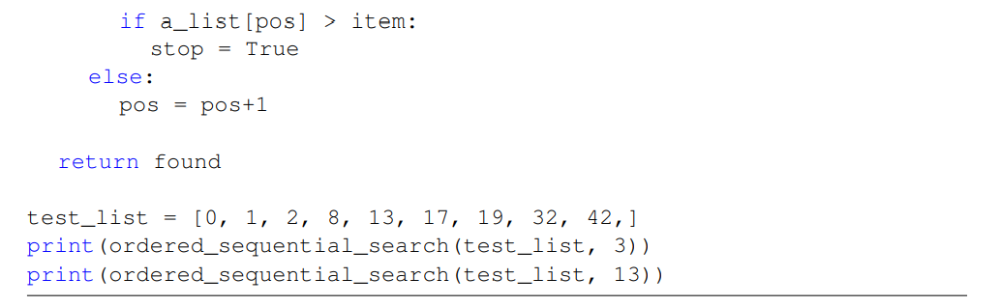 if a_list[pos] > item:
stop = True
else:
pos = pos+1
return found
test_list = [0, 1, 2, 8, 13, 17, 19, 32, 42,]
print(ordered_sequential_search(test_list, 3))
print(ordered_sequential_search(test_list, 13))